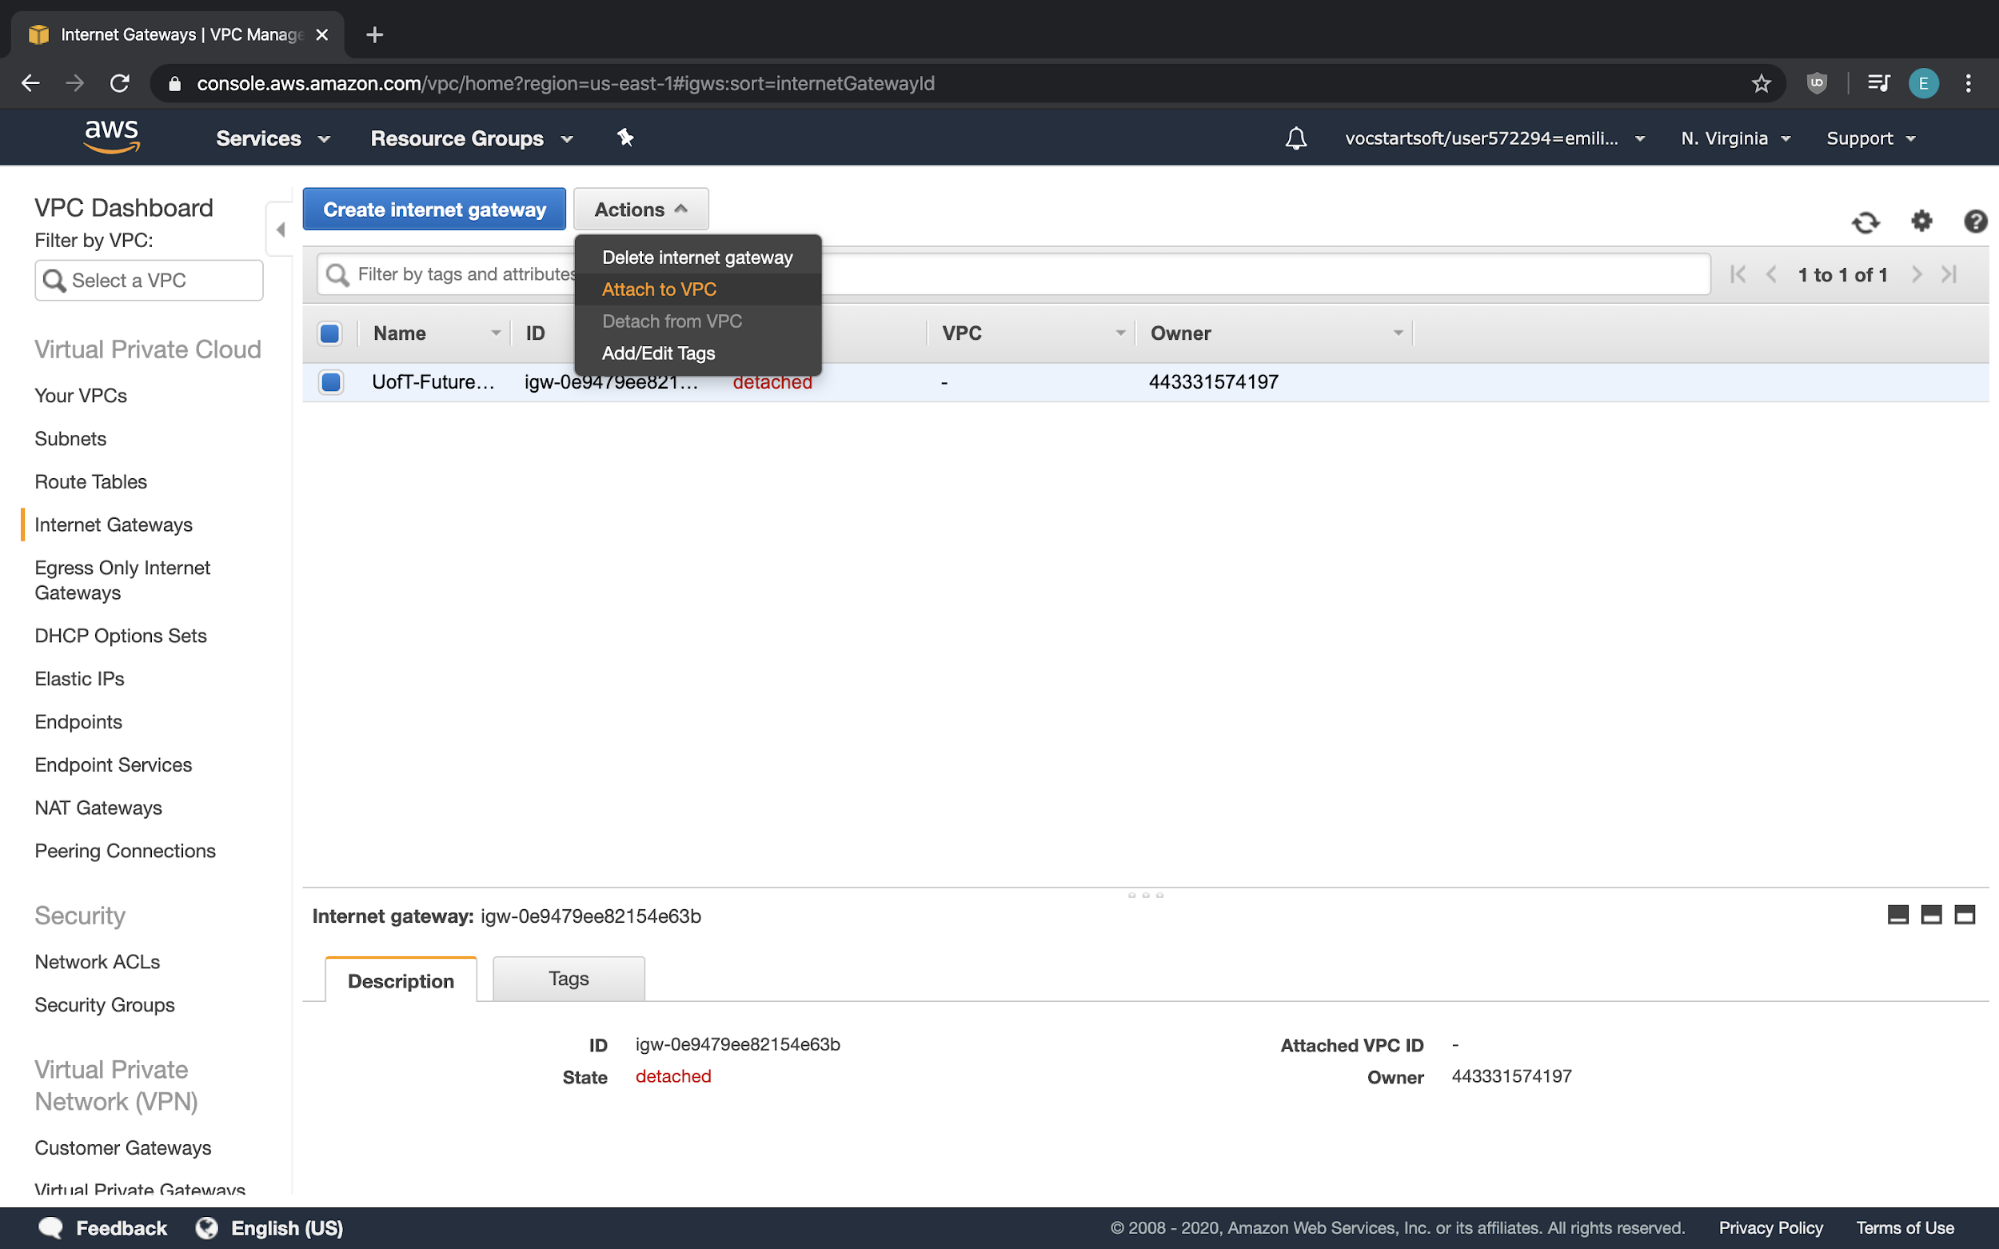 Internet Gateways | VPC Manage
console.aws.amazon.com/vpc/home?region=us-east-1#igws:sort=internetGatewayId
E
aws
Services
Resource Groups
vocstartsoft/user572294=emili...
N. Virginia
Support
VPC Dashboard
Filter by VPC:
Select a VPC
Virtual Private Cloud
Your VPCs
Subnets
Route Tables
Internet Gateways
Egress Only Internet
Gateways
DHCP Options Sets
Elastic IPs
Endpoints
Endpoint Services
NAT Gateways
Peering Connections
Security
Network ACLs
Security Groups
Virtual Private
Network (VPN)
Customer Gateways
Virtual Private Gateways
Create internet gateway
Actions
Delete internet gateway
Attach to VPC
Detach from VPC
Add/Edit Tags
Filter by tags and attributes
1 to 1 of 1
Name
ID
VPC
Owner
UofT-Future...
igw-0e9479ee821...
detached
-
443331574197
Internet gateway: igw-0e9479ee82154e63b
Description
Tags
ID igw-0e9479ee82154e63b
State detached
Attached VPC ID -
Owner 443331574197
Feedback
English (US)
© 2008 - 2020, Amazon Web Services, Inc. or its affiliates. All rights reserved.
Privacy Policy
Terms of Use